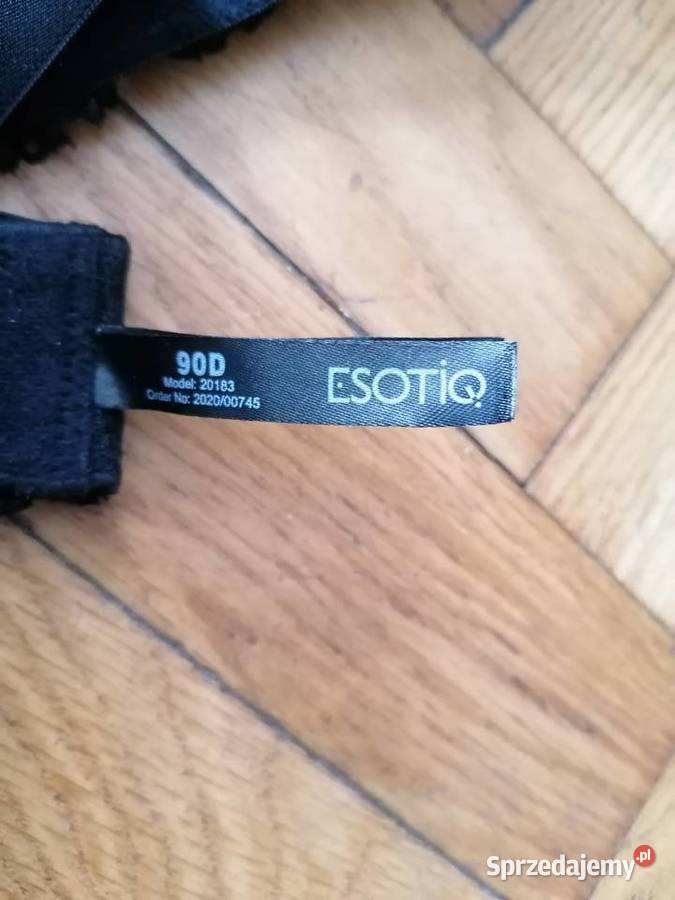 90D
Model: 20183
Order No: 2020/00745
ESOTiQ
Sprzedajemy.pl